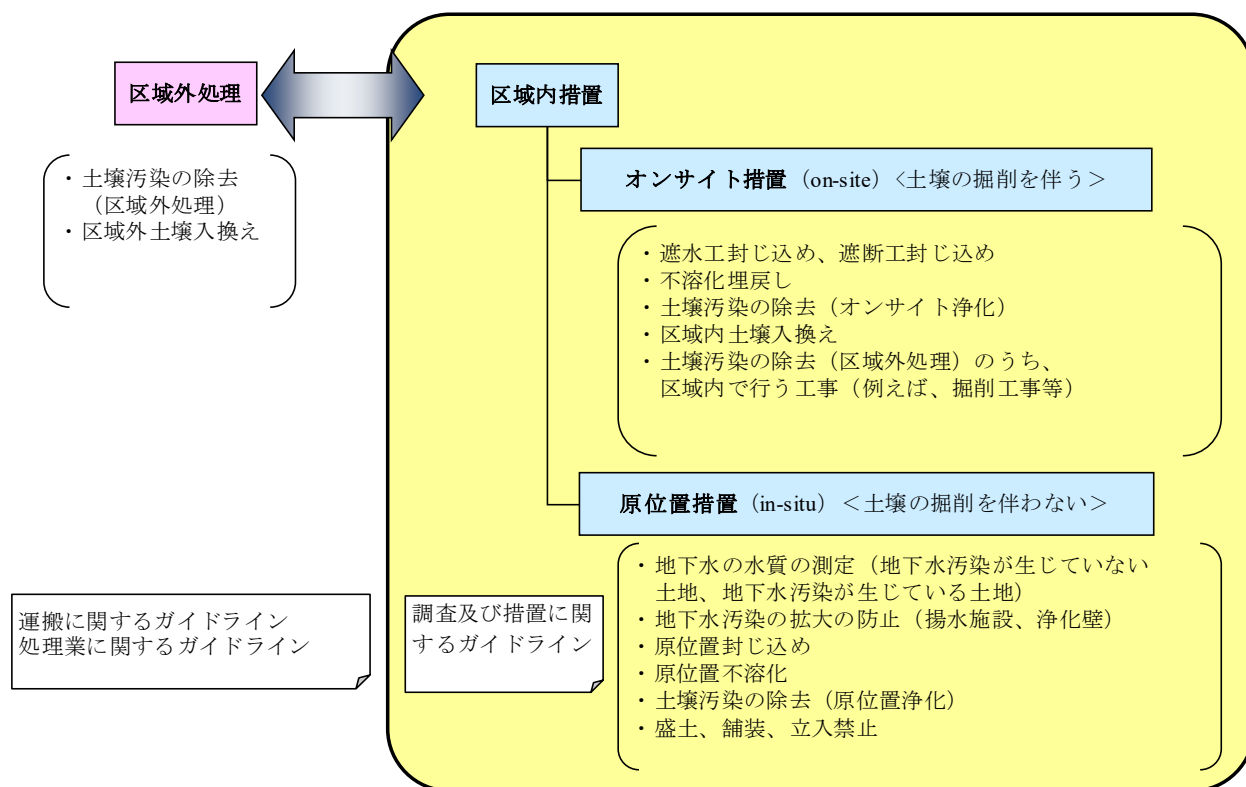 区域外処理
・土壌汚染の除去
（区域外処理）
・区域外土壌入換え
区域内措置
オンサイト措置（on-site）<土壌の掘削を伴う＞
・遮水工封じ込め、遮断工封じ込め
・不溶化埋戻し
・土壌汚染の除去（オンサイト浄化）
・区域内土壌入換え
・土壌汚染の除去（区域外処理）のうち、
区域内で行う工事（例えば、掘削工事等）
原位置措置（in-situ）＜土壌の掘削を伴わない＞
・地下水の水質の測定（地下水汚染が生じていない
土地、地下水汚染が生じている土地）
・地下水汚染の拡大の防止（揚水施設、浄化壁）
・原位置封じ込め
・原位置不溶化
・土壌汚染の除去（原位置浄化）
・盛土、舗装、立入禁止
運搬に関するガイドライン
処理業に関するガイドライン
調査及び措置に関
するガイドライン